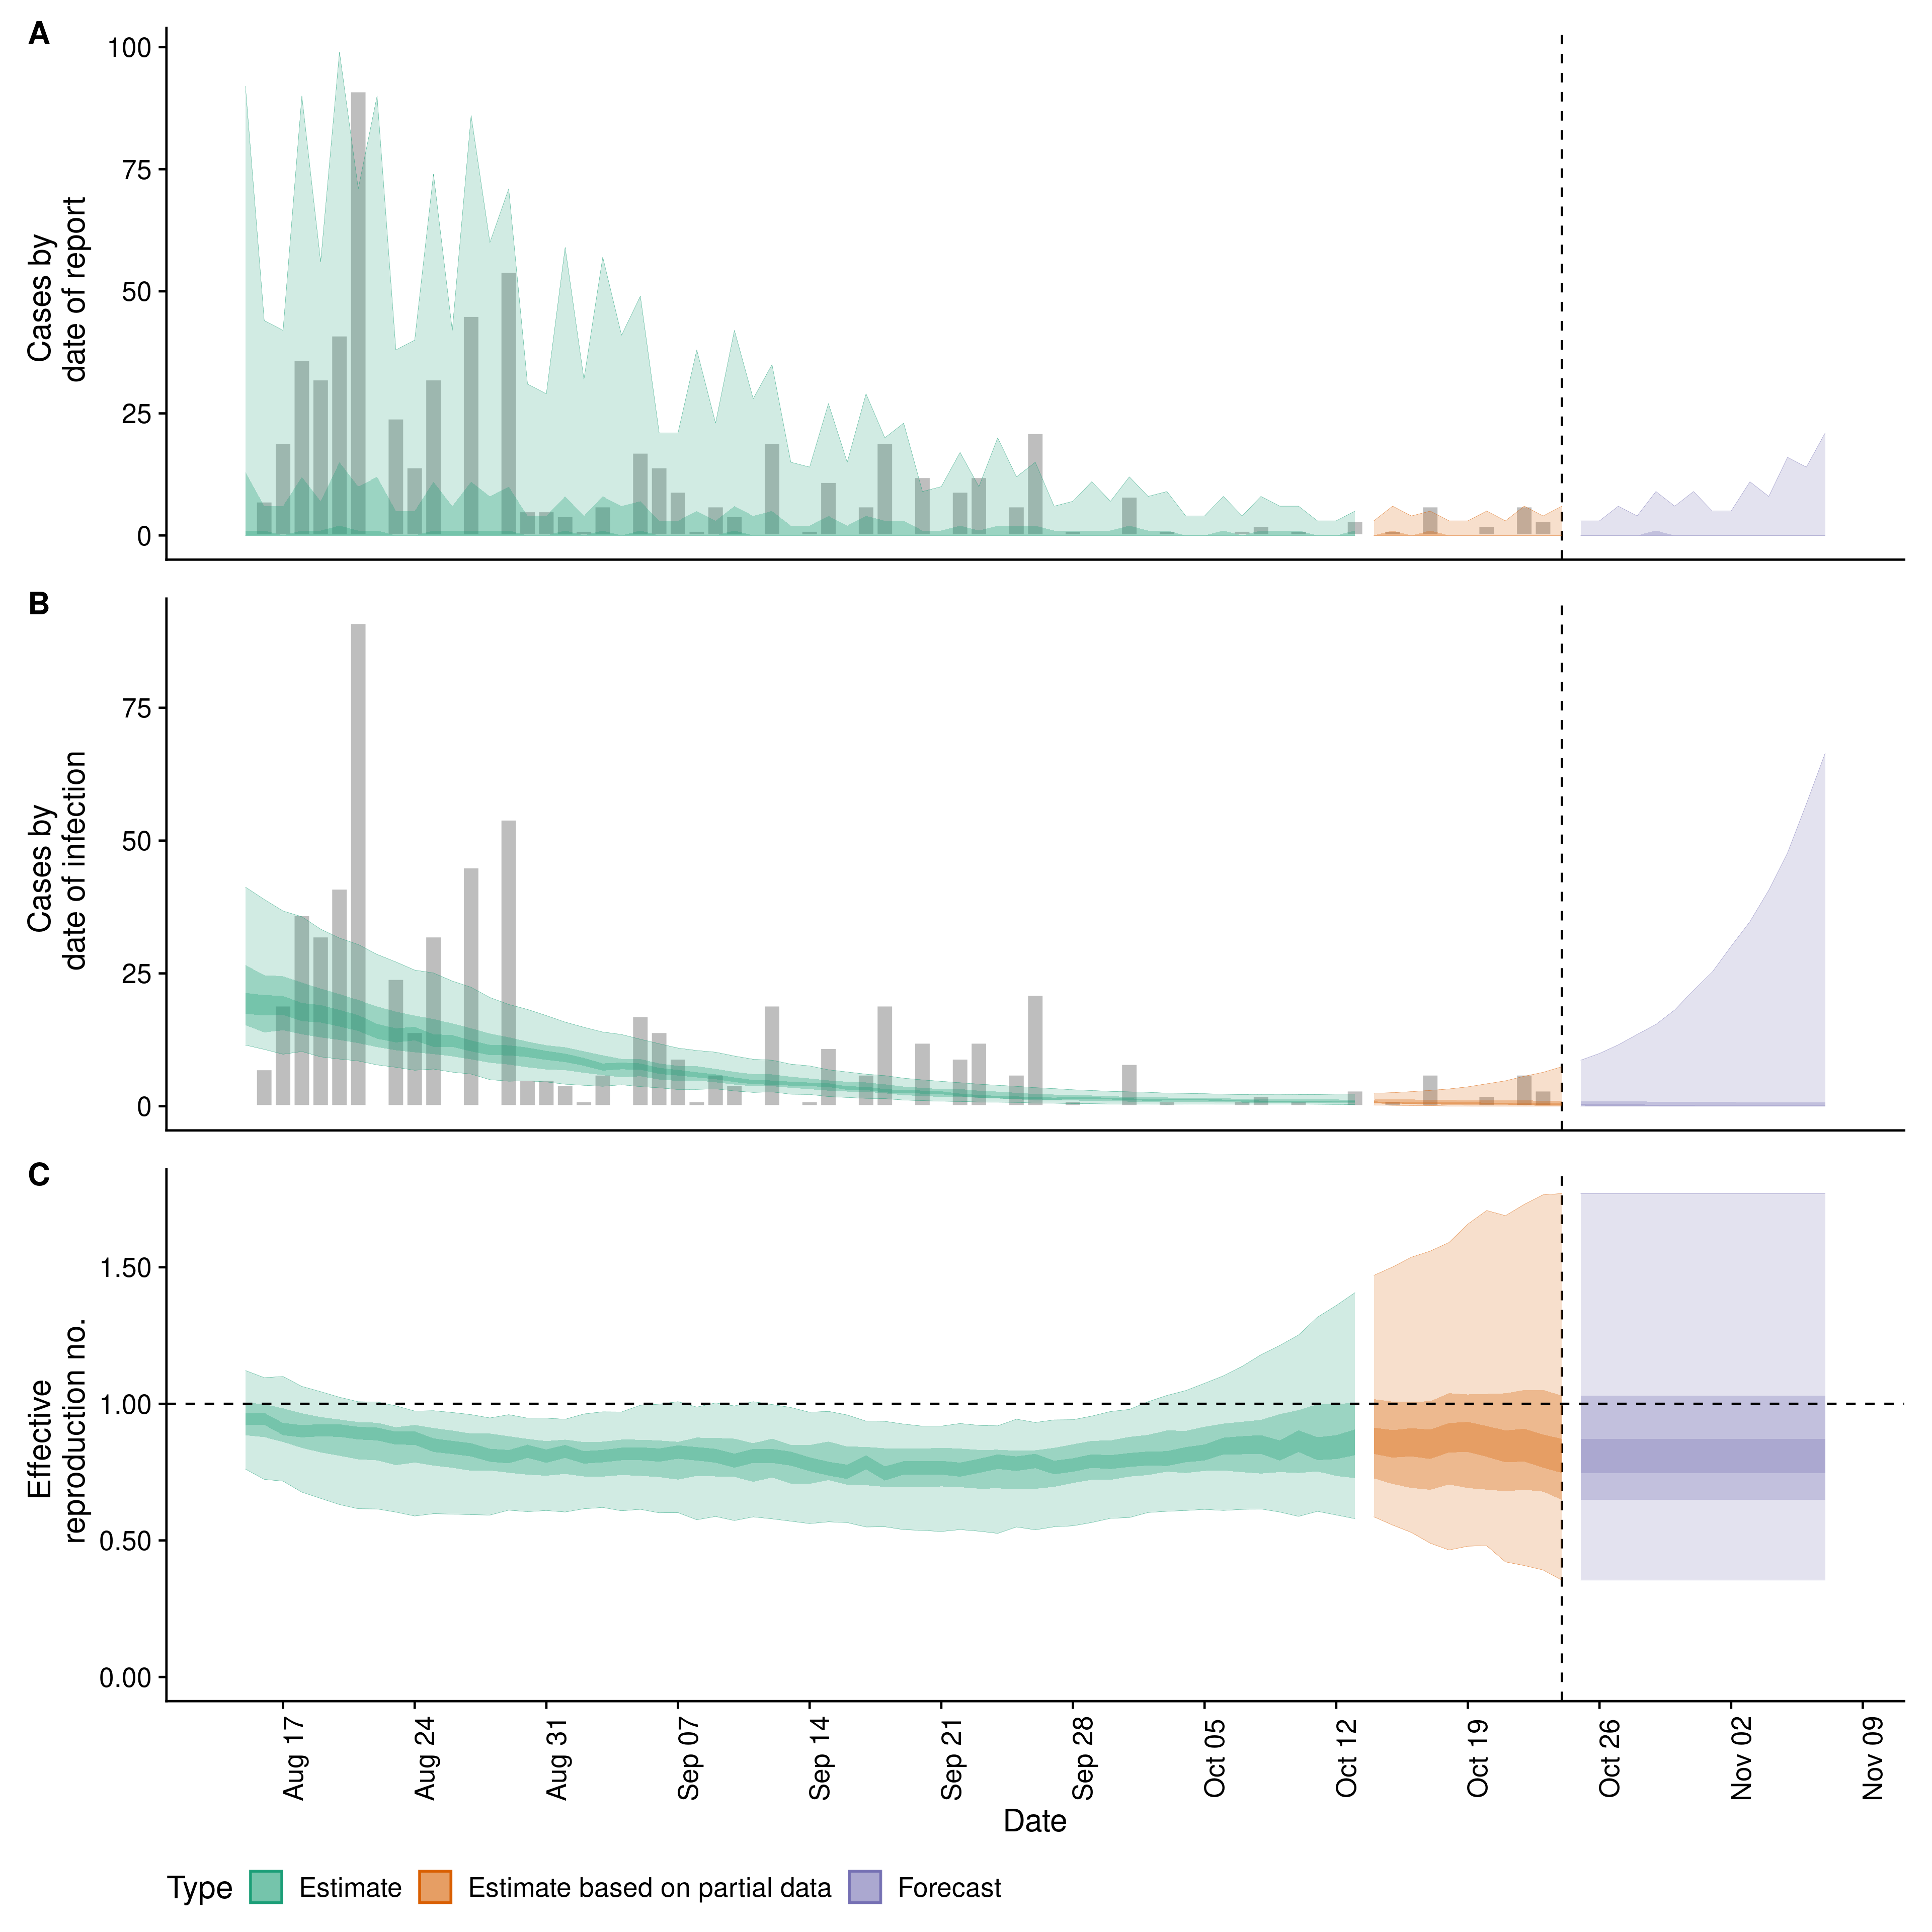 A
100
75
50
25
0
Cases by
date of report
B
75
50
25
0
Cases by
date of infection
C
1.50
1.00
0.50
0.00
Effective
reproduction no.
Aug 17
Aug 24
Aug 31
Sep 07
Sep 14
Sep 21
Sep 28
Oct 05
Oct 12
Oct 19
Oct 26
Nov 02
Nov 09
Date
Type Estimate Estimate based on partial data Forecast